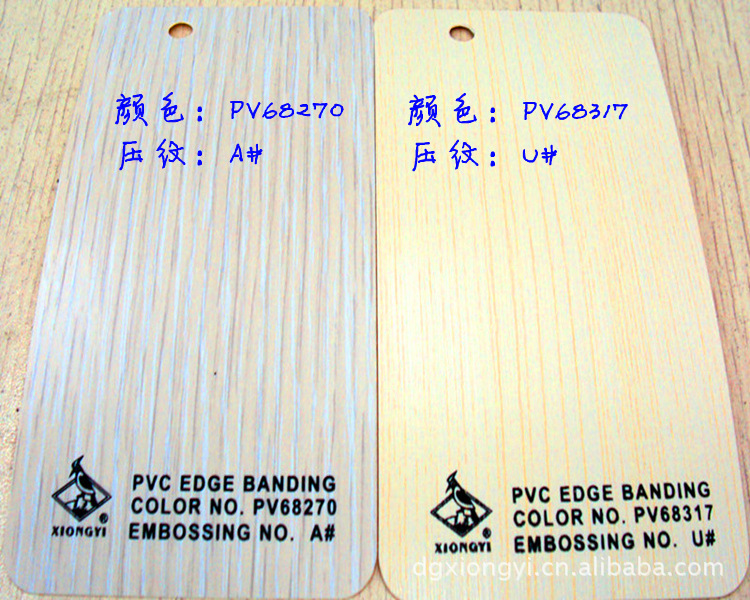 颜色: PV68270
压纹: A#
颜色: PV68317
压纹: U#
PVC EDGE BANDING
COLOR NO. PV68270
EMBOSSING NO. A#
XIONGYI ®
PVC EDGE BANDING
COLOR NO. PV68317
EMBOSSING NO. U#
XIONGYI ®
dgxiongyi.cn.alibaba.com